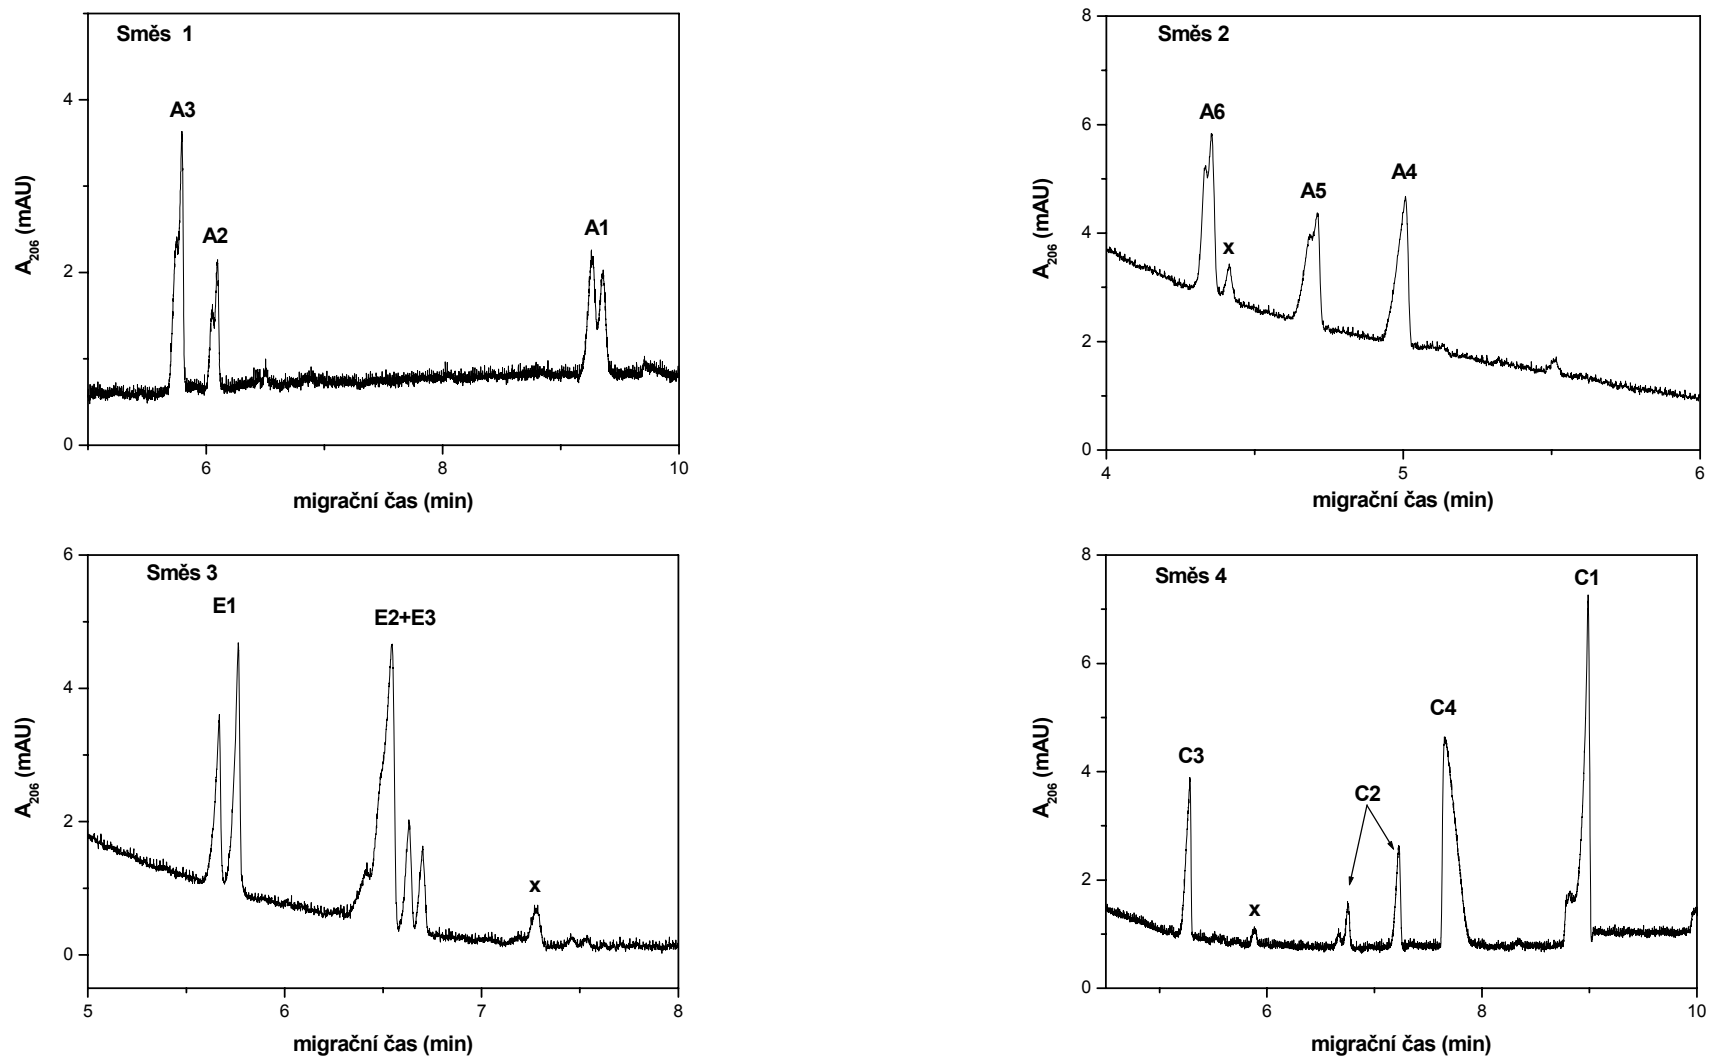 Směs 1
A3
A2
A1
4
2
0
6
8
10
A206 (mAU)
migrační čas (min)
Směs 2
A6
x
A5
A4
8
6
4
2
0
4
5
6
A206 (mAU)
migrační čas (min)
Směs 3
E1
E2+E3
x
6
4
2
0
5
6
7
8
A206 (mAU)
migrační čas (min)
Směs 4
C1
C4
C3
C2
x
8
6
4
2
0
6
8
10
A206 (mAU)
migrační čas (min)